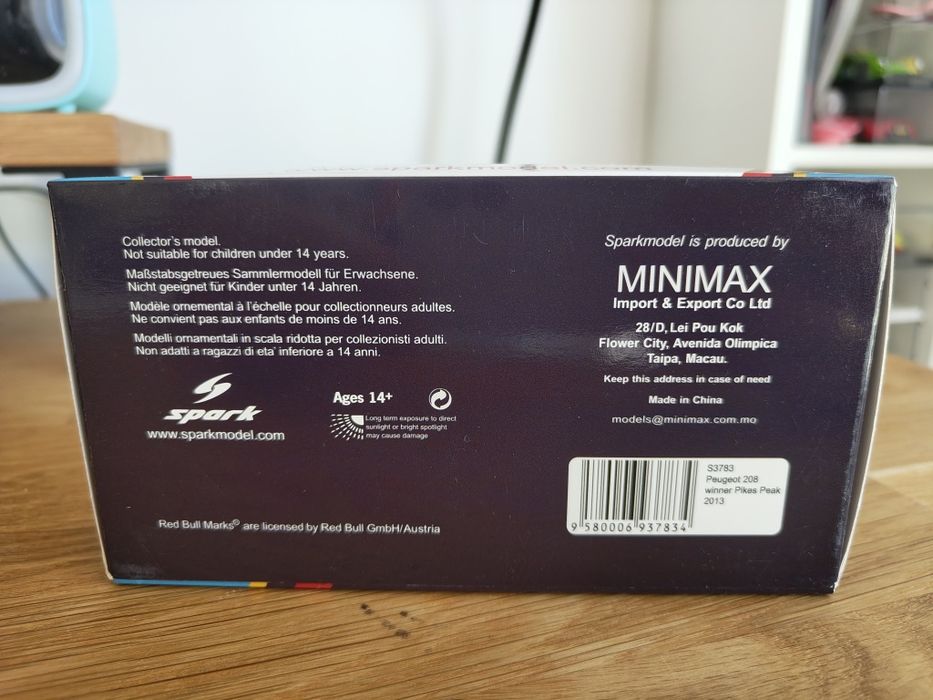 www.sparkmodel.com
Collector's model.
Not suitable for children under 14 years.
Maßstabsgetreues Sammlermodell für Erwachsene.
Nicht geeignet für Kinder unter 14 Jahren.
Modèle ornemental à l'échelle pour collectionneurs adultes.
Ne convient pas aux enfants de moins de 14 ans.
Modelli ornamentali in scala ridotta per collezionisti adulti.
Non adatti a ragazzi di eta' inferiore a 14 anni.
spark
www.sparkmodel.com
Ages 14+
Long term exposure to direct
sunlight or bright spotlight
may cause damage
Red Bull Marks® are licensed by Red Bull GmbH/Austria
Sparkmodel is produced by
MINIMAX
Import & Export Co Ltd
28/D, Lei Pou Kok
Flower City, Avenida Olimpica
Taipa, Macau.
Keep this address in case of need
Made in China
models@minimax.com.mo
S3783
Peugeot 208
winner Pikes Peak
2013
9 580006 937834